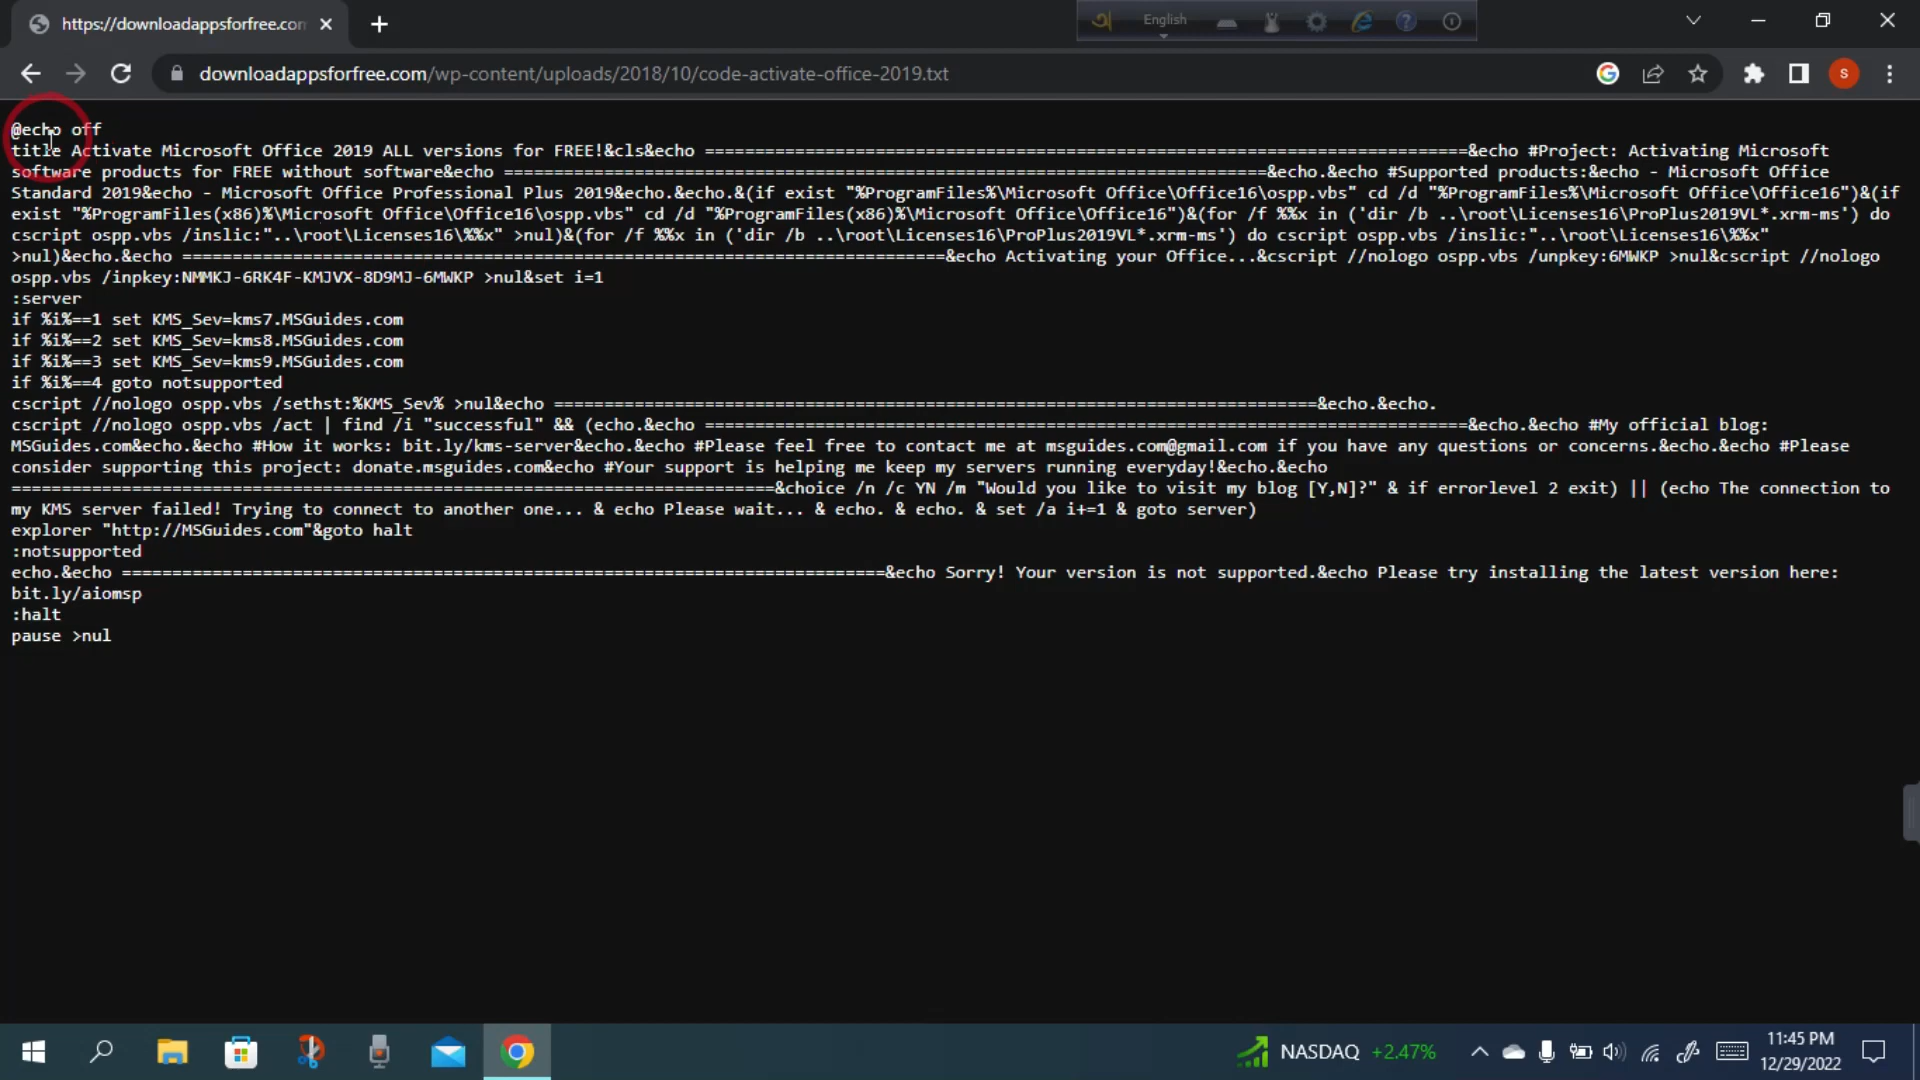 https://downloadappsforfree.com
English
downloadappsforfree.com/wp-content/uploads/2018/10/code-activate-office-2019.txt
S
@echo off
title Activate Microsoft Office 2019 ALL versions for FREE!&cls&echo ============================================================================&echo #Project: Activating Microsoft
software products for FREE without software&echo ============================================================================&echo.&echo #Supported products:&echo - Microsoft Office
Standard 2019&echo - Microsoft Office Professional Plus 2019&echo.&echo.&(if exist "%ProgramFiles%\Microsoft Office\Office16\ospp.vbs" cd /d "%ProgramFiles%\Microsoft Office\Office16")&(if
exist "%ProgramFiles(x86)%\Microsoft Office\Office16\ospp.vbs" cd /d "%ProgramFiles(x86)%\Microsoft Office\Office16")&(for /f %%x in ('dir /b ..\root\Licenses16\ProPlus2019VL*.xrm-ms') do
cscript ospp.vbs /inslic:"..\root\Licenses16\%%x" >nul)&(for /f %%x in ('dir /b ..\root\Licenses16\ProPlus2019VL*.xrm-ms') do cscript ospp.vbs /inslic:"..\root\Licenses16\%%x"
>nul)&echo.&echo ============================================================================&echo Activating your Office...&cscript //nologo ospp.vbs /unpkey:6MWKP >nul&cscript //nologo
ospp.vbs /inpkey:NMMKJ-6RK4F-KMJVX-8D9MJ-6MWKP >nul&set i=1
:server
if %i%==1 set KMS_Sev=kms7.MSGuides.com
if %i%==2 set KMS_Sev=kms8.MSGuides.com
if %i%==3 set KMS_Sev=kms9.MSGuides.com
if %i%==4 goto notsupported
cscript //nologo ospp.vbs /sethst:%KMS_Sev% >nul&echo ============================================================================&echo.&echo.
cscript //nologo ospp.vbs /act | find /i "successful" && (echo.&echo ============================================================================&echo.&echo #My official blog:
MSGuides.com&echo.&echo #How it works: bit.ly/kms-server&echo.&echo #Please feel free to contact me at msguides.com@gmail.com if you have any questions or concerns.&echo.&echo #Please
consider supporting this project: donate.msguides.com&echo #Your support is helping me keep my servers running everyday!&echo.&echo
============================================================================&choice /n /c YN /m "Would you like to visit my blog [Y,N]?" & if errorlevel 2 exit) || (echo The connection to
my KMS server failed! Trying to connect to another one... & echo Please wait... & echo. & echo. & set /a i+=1 & goto server)
explorer "http://MSGuides.com"&goto halt
:notsupported
echo.&echo ============================================================================&echo Sorry! Your version is not supported.&echo Please try installing the latest version here:
bit.ly/aiomsp
:halt
pause >nul
NASDAQ +2.47%
11:45 PM
12/29/2022